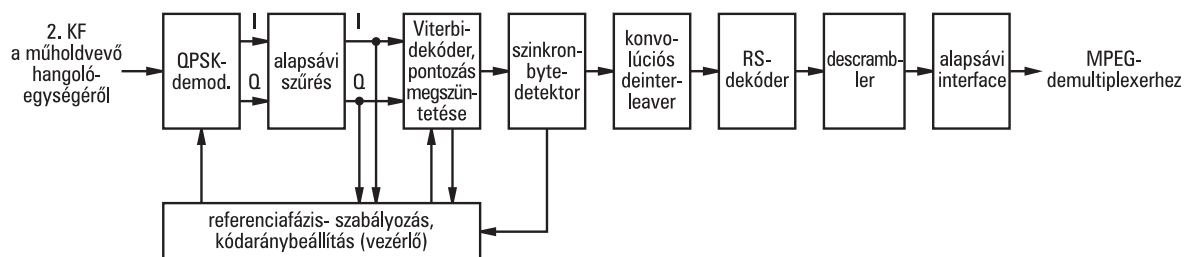 2. KF
a műholdvevő
hangoló-
egységéről
QPSK-
demod.
I
Q
alapsávi
szűrés
I
Q
Viterbi-
dekóder,
pontozás
megszün-
tetése
szinkron-
byte-
detektor
konvo-
lúciós
deinter-
leaver
RS-
dekóder
descramb-
ler
alapsávi
interface
MPEG-
demultiplexerhez
referenciafázis- szabályozás,
kódaránybeállítás (vezérlő)